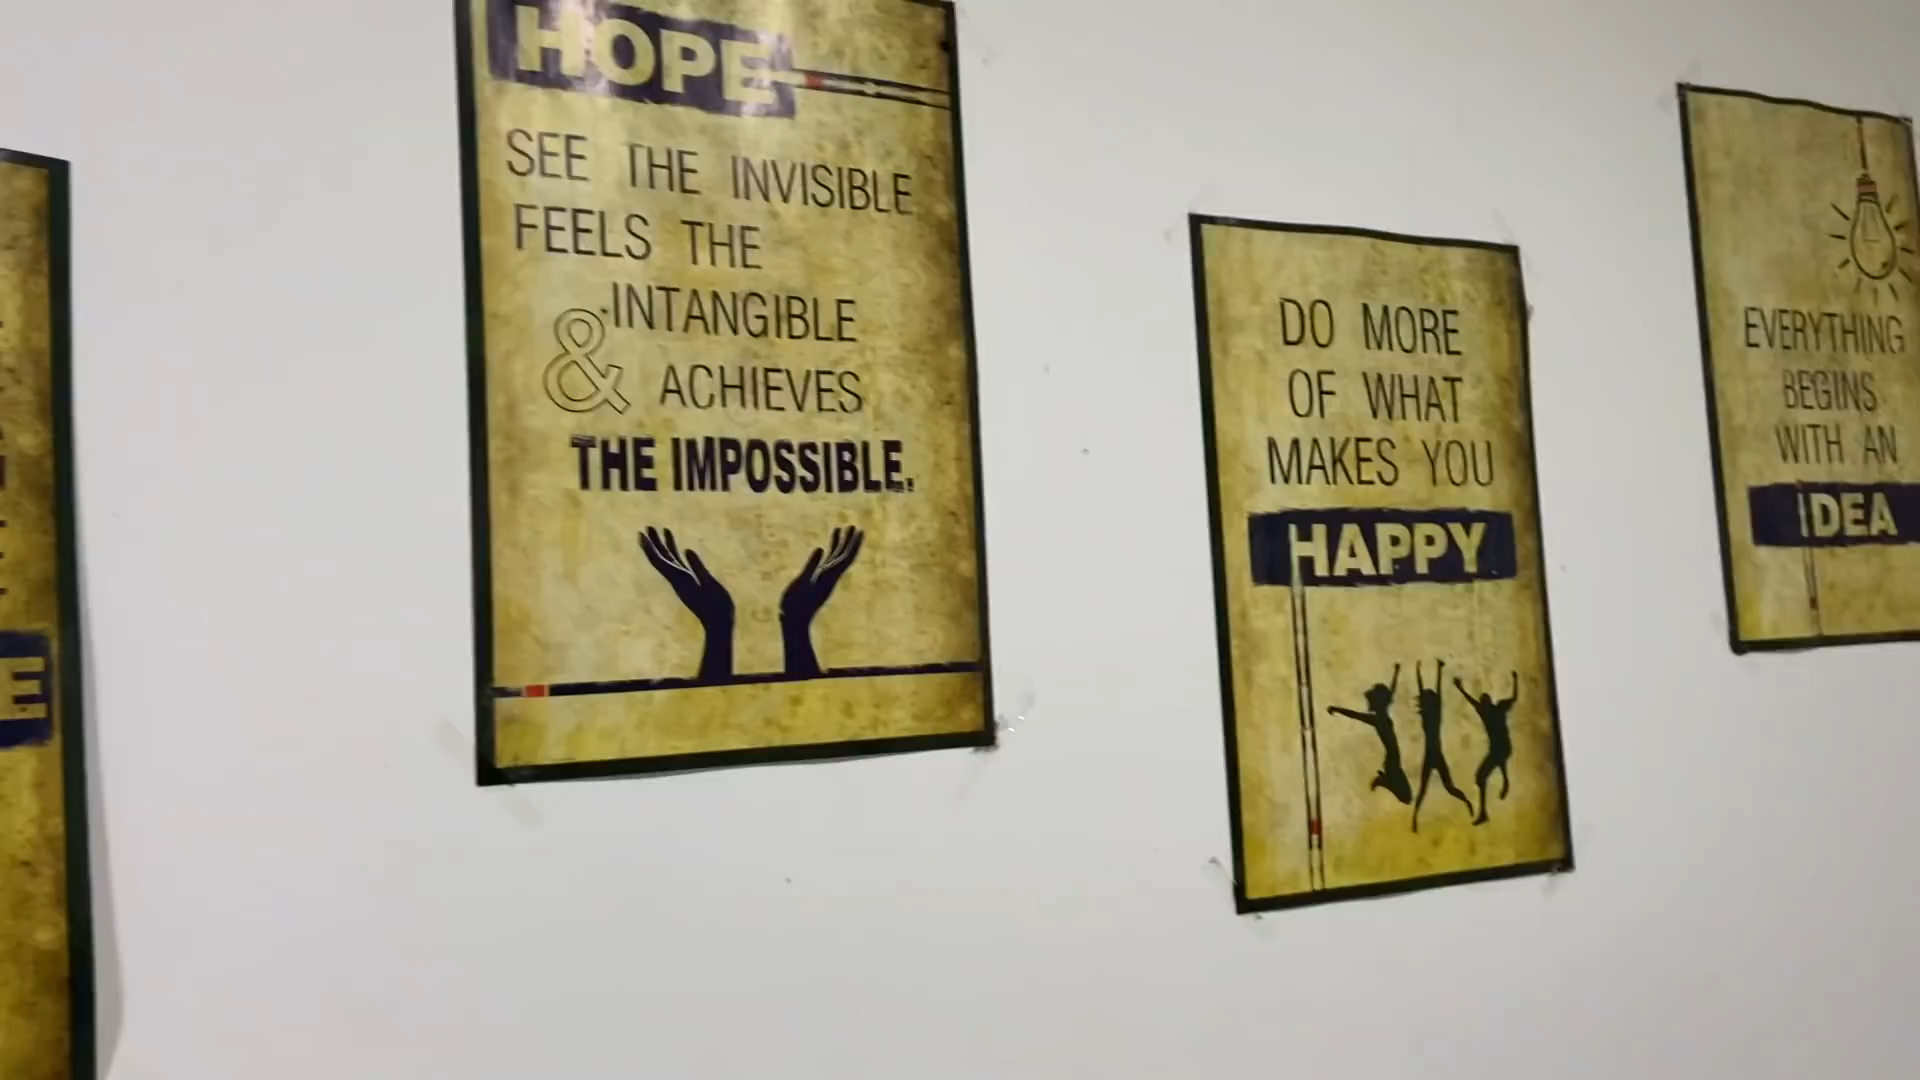 HOPE
SEE THE INVISIBLE
FEELS THE
INTANGIBLE
& ACHIEVES
THE IMPOSSIBLE.
DO MORE
OF WHAT
MAKES YOU
HAPPY
EVERYTHING
BEGINS
WITH AN
IDEA